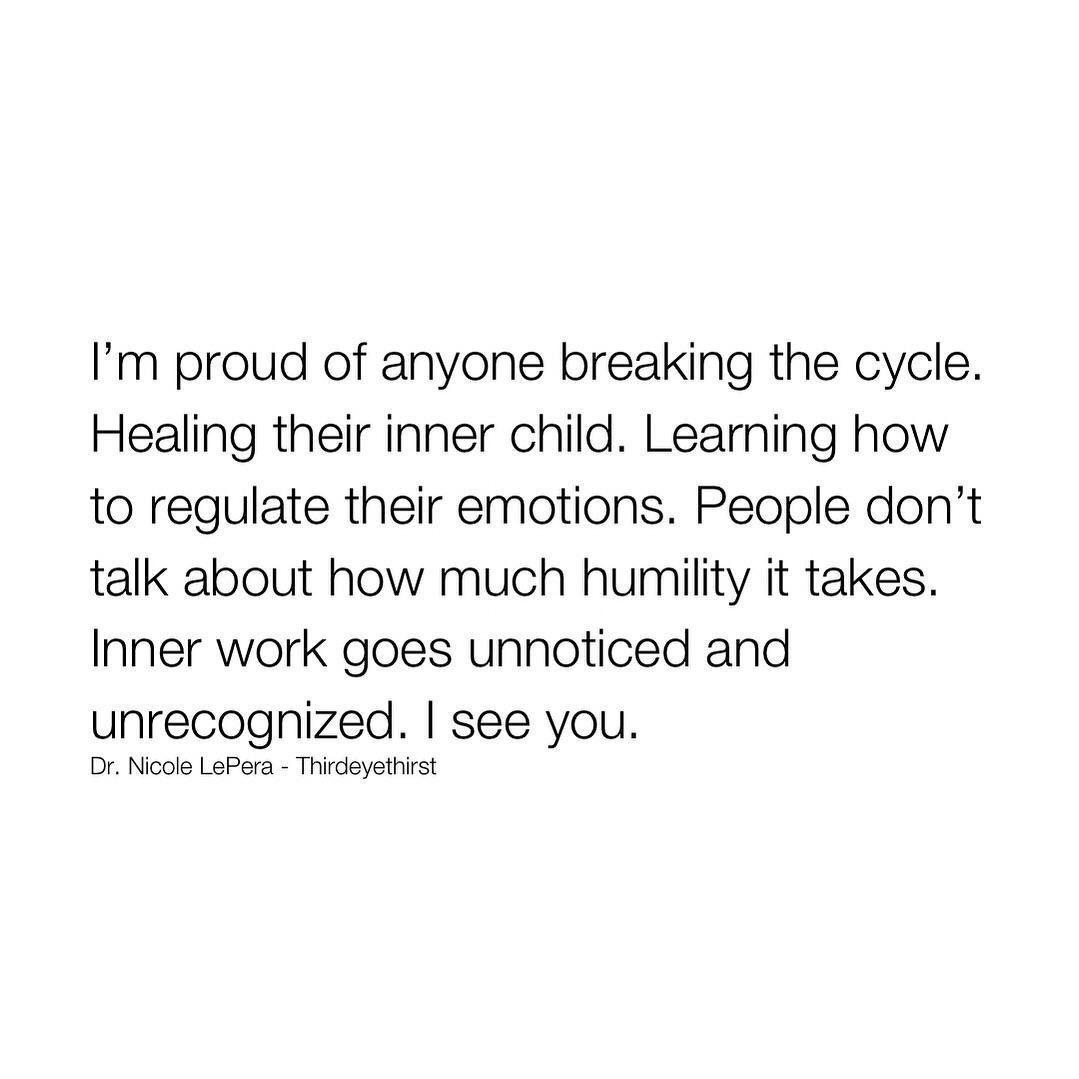 I’m proud of anyone breaking the cycle.
Healing their inner child. Learning how
to regulate their emotions. People don’t
talk about how much humility it takes.
Inner work goes unnoticed and
unrecognized. I see you.
Dr. Nicole LePera - Thirdeyethirst